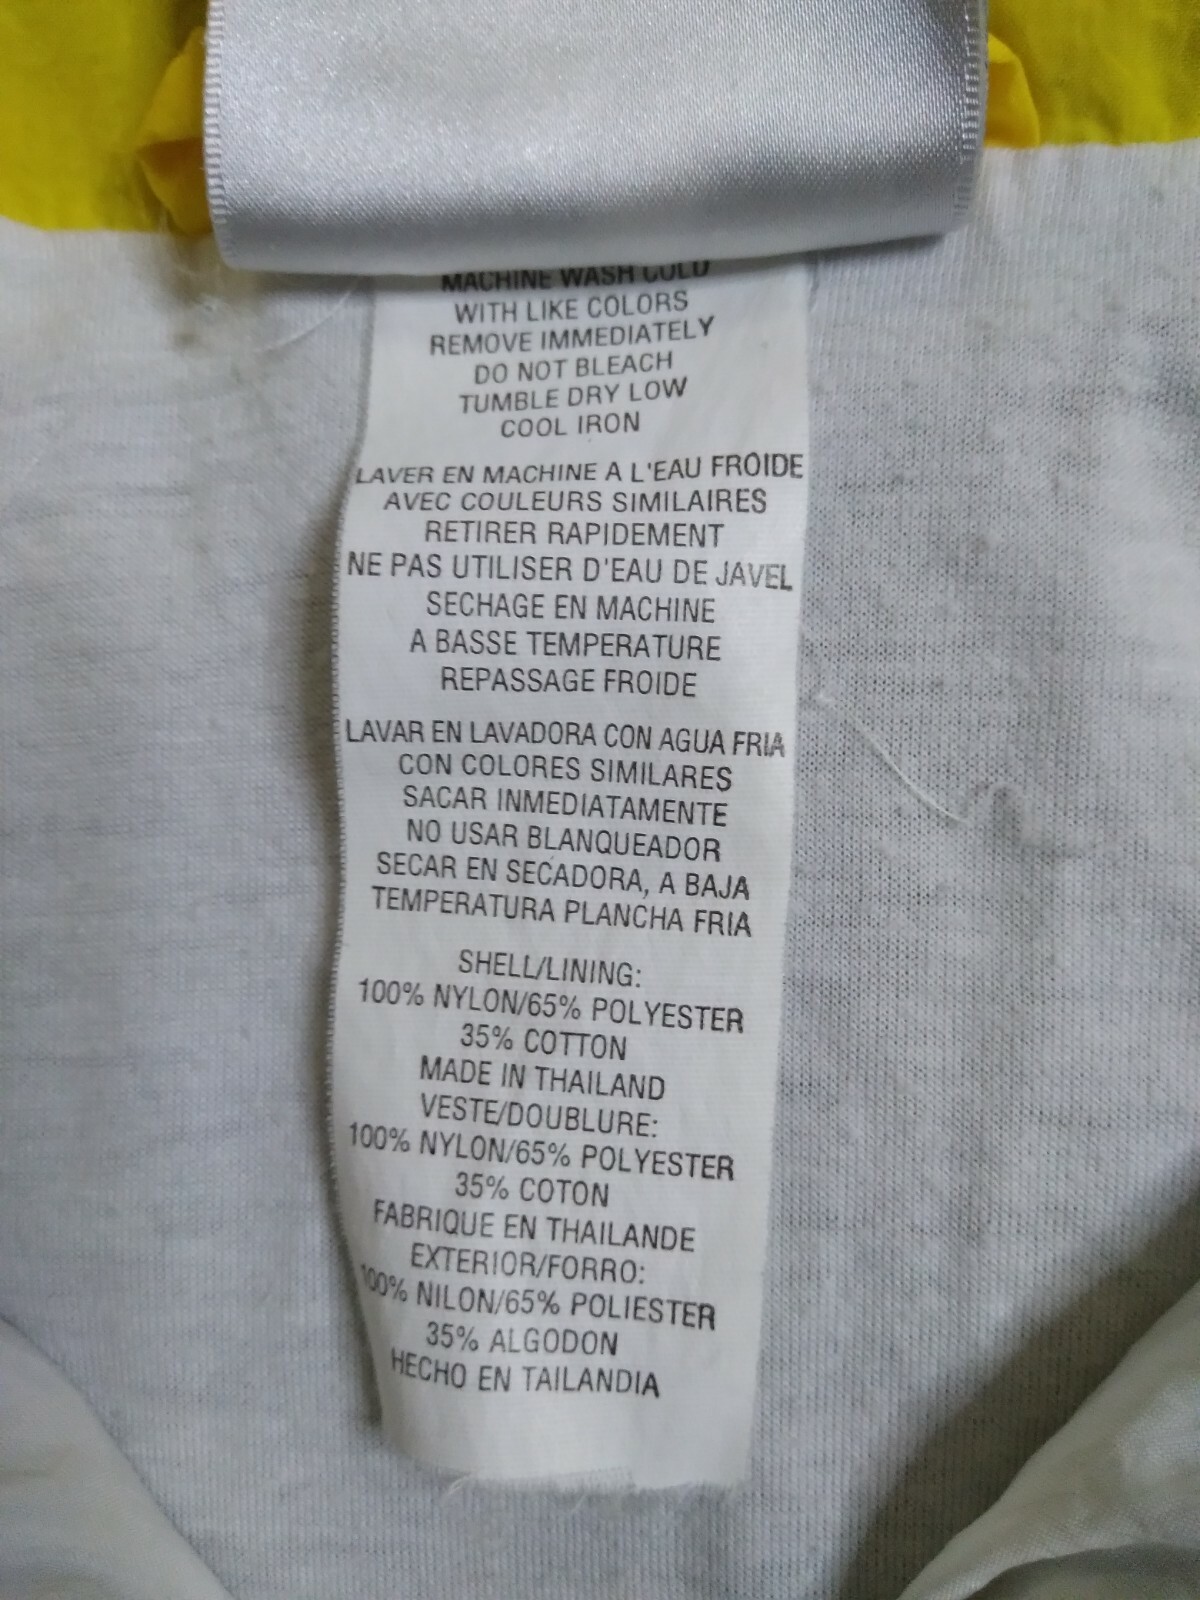 MACHINE WASH COLD
WITH LIKE COLORS
REMOVE IMMEDIATELY
DO NOT BLEACH
TUMBLE DRY LOW
COOL IRON
LAVER EN MACHINE A L'EAU FROIDE
AVEC COULEURS SIMILAIRES
RETIRER RAPIDEMENT
NE PAS UTILISER D'EAU DE JAVEL
SECHAGE EN MACHINE
A BASSE TEMPERATURE
REPASSAGE FROIDE
LAVAR EN LAVADORA CON AGUA FRIA
CON COLORES SIMILARES
SACAR INMEDIATAMENTE
NO USAR BLANQUEADOR
SECAR EN SECADORA, A BAJA
TEMPERATURA PLANCHA FRIA
SHELL/LINING:
100% NYLON/65% POLYESTER
35% COTTON
MADE IN THAILAND
VESTE/DOUBLURE:
100% NYLON/65% POLYESTER
35% COTON
FABRIQUE EN THAILANDE
EXTERIOR/FORRO:
100% NILON/65% POLIESTER
35% ALGODON
HECHO EN TAILANDIA